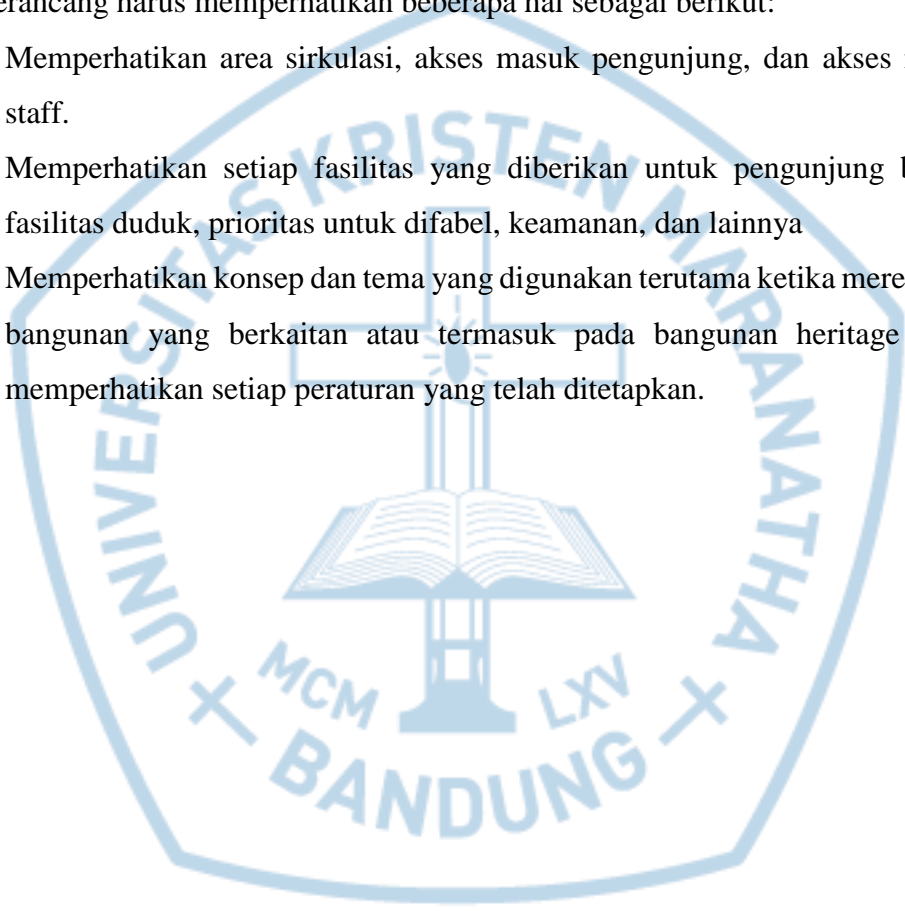 erancang harus memperhatikan beberapa hal sebagai berikut:
Memperhatikan area sirkulasi, akses masuk pengunjung, dan akses
staff.
Memperhatikan setiap fasilitas yang diberikan untuk pengunjung
fasilitas duduk, prioritas untuk difabel, keamanan, dan lainnya
Memperhatikan konsep dan tema yang digunakan terutama ketika mere
bangunan yang berkaitan atau termasuk pada bangunan heritage
memperhatikan setiap peraturan yang telah ditetapkan.
UNIVERSITAS KRISTEN MARANATHA
MCM LXV
BANDUNG